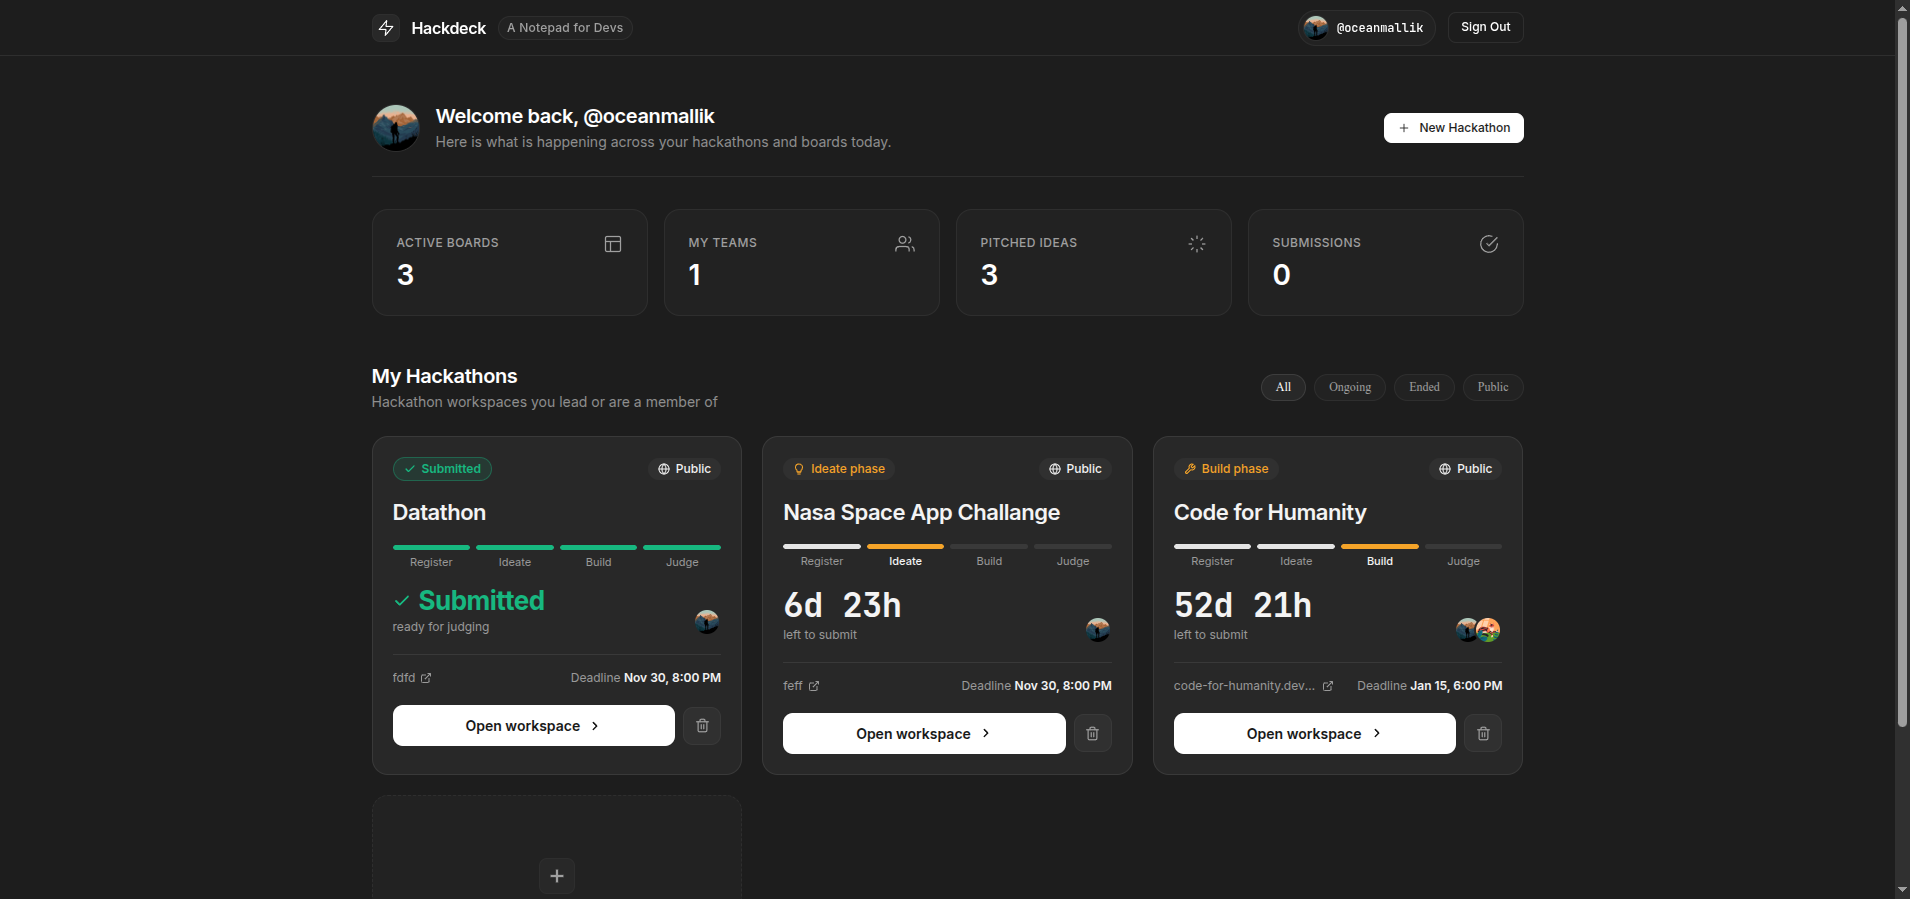 Hackdeck A Notepad for Devs @oceanmallik Sign Out
Welcome back, @oceanmallik
Here is what is happening across your hackathons and boards today.
+ New Hackathon
ACTIVE BOARDS
3
MY TEAMS
1
PITCHED IDEAS
3
SUBMISSIONS
0
My Hackathons
Hackathon workspaces you lead or are a member of
All Ongoing Ended Public
Submitted Public
Datathon
Register Ideate Build Judge
Submitted
ready for judging
fdfd Deadline Nov 30, 8:00 PM
Open workspace
Ideate phase Public
Nasa Space App Challange
Register Ideate Build Judge
6d 23h
left to submit
feff Deadline Nov 30, 8:00 PM
Open workspace
Build phase Public
Code for Humanity
Register Ideate Build Judge
52d 21h
left to submit
code-for-humanity.dev... Deadline Jan 15, 6:00 PM
Open workspace
+